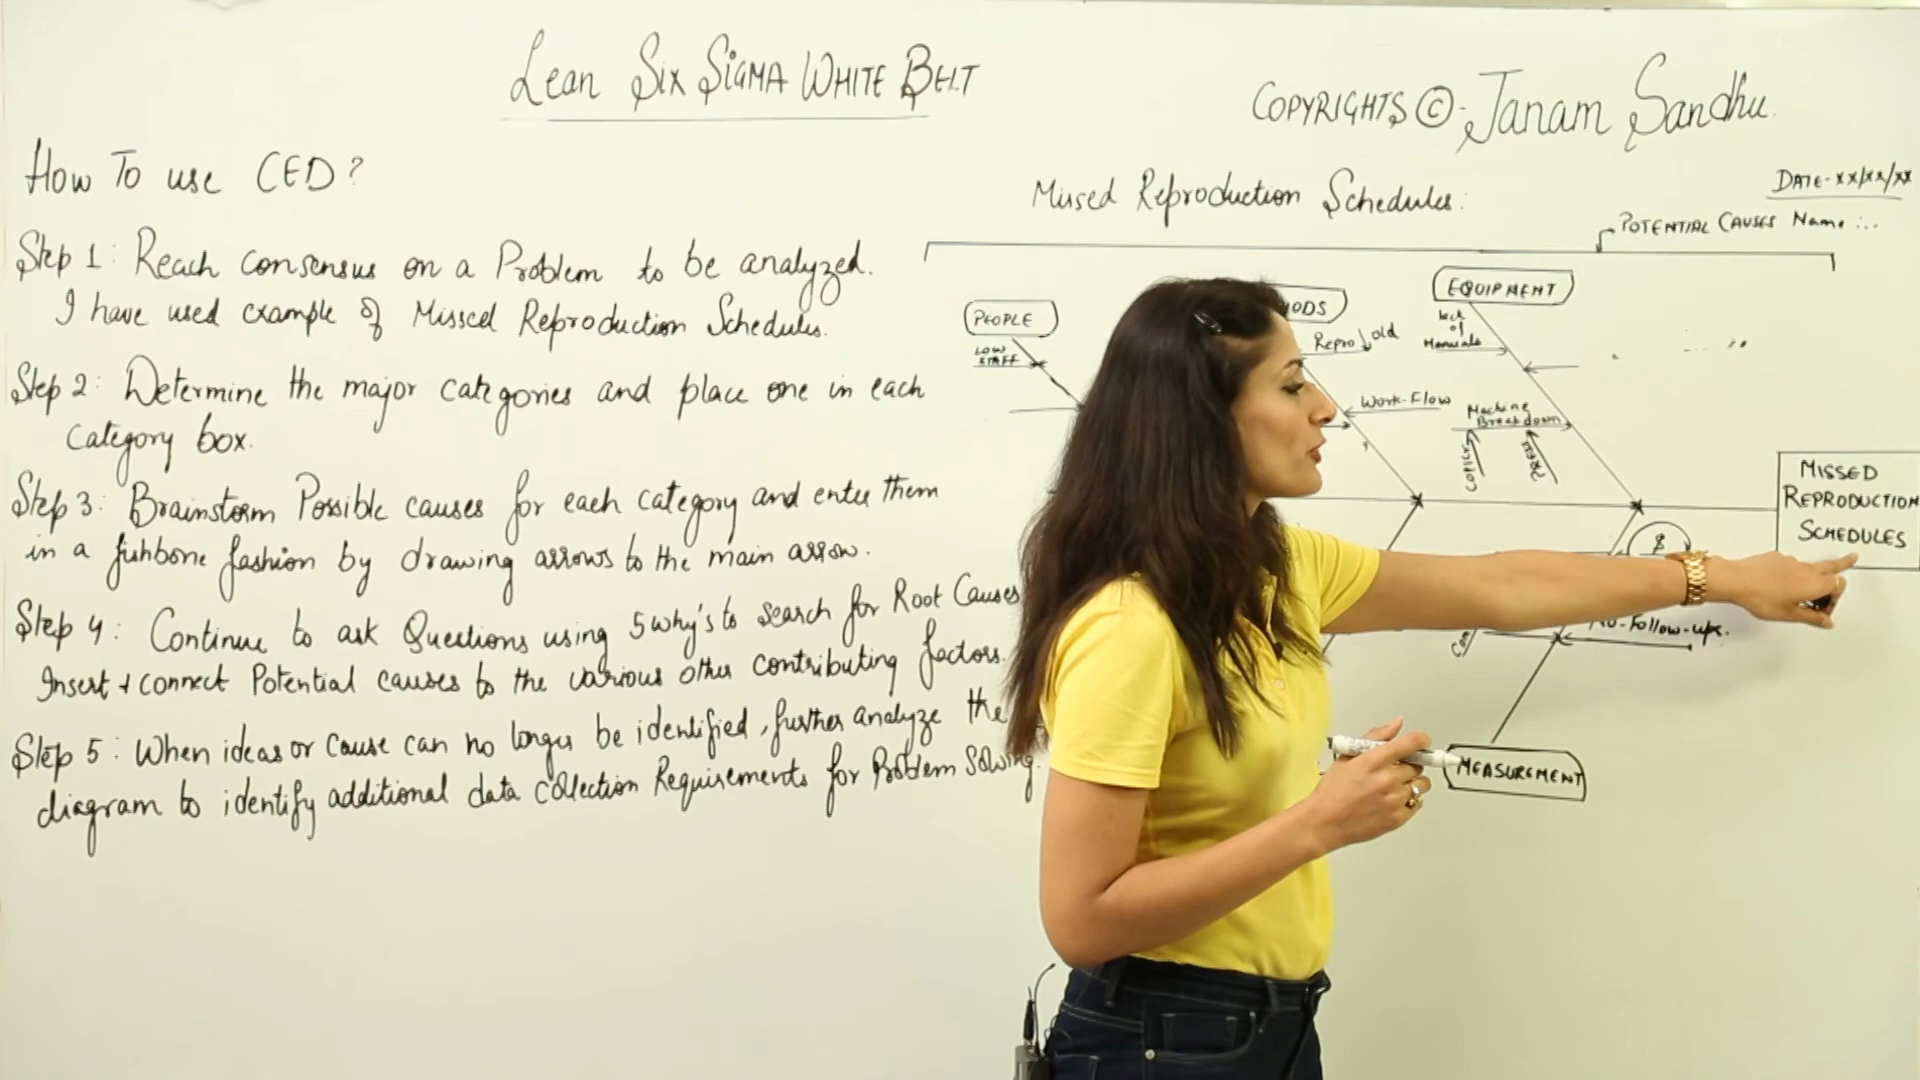 Lean Six Sigma White Belt
COPYRIGHTS © - Janam Sandhu
How To use CED?
Step 1: Reach consensus on a Problem to be analyzed.
I have used example of Missed Reproduction Schedules.
Step 2: Determine the major categories and place one in each
category box.
Step 3: Brainstorm Possible causes for each category and enter them
in a fishbone fashion by drawing arrows to the main arrow.
Step 4: Continue to ask Questions using 5 why's to search for Root Causes
Insert & connect Potential causes to the various other contributing factors.
Step 5: When ideas or cause can no longer be identified, further analyze the
diagram to identify additional data collection Requirements for Problem Solving.
Missed Reproduction Schedules:
DATE - xx/xx/xx
POTENTIAL CAUSES Name :..
PEOPLE
LOW
STAFF
ODS
Repro old
Work-Flow
EQUIPMENT
lack
of
Manuals
Machine
Breakdown
COPIER
PRESS
MISSED
REPRODUCTION
SCHEDULES
$
No-Follow-ups.
MEASUREMENT